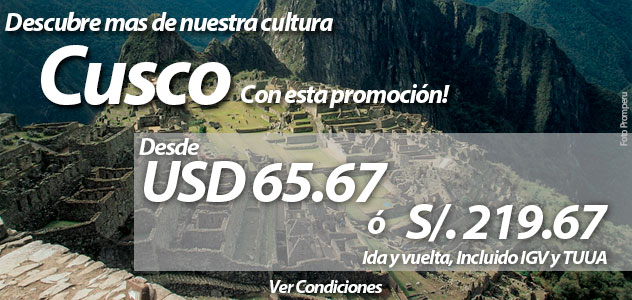 Descubre mas de nuestra cultura
Cusco Con esta promoción!
Desde
USD 65.67
ó S/. 219.67
Ida y vuelta, Incluido IGV y TUUA
Ver Condiciones
Foto Promperu